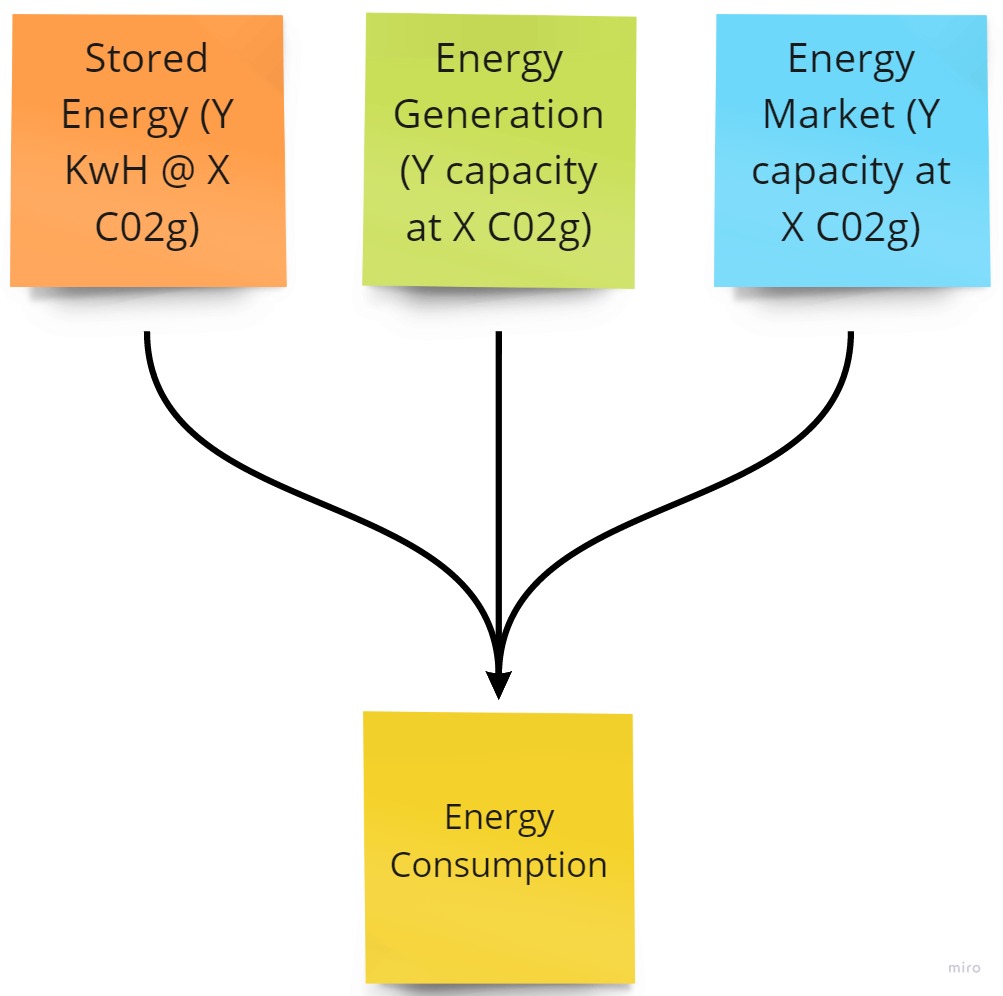 Stored
Energy (Y
KwH @ X
C02g)
Energy
Generation
(Y capacity
at X C02g)
Energy
Market (Y
capacity at
X C02g)
Energy
Consumption
miro